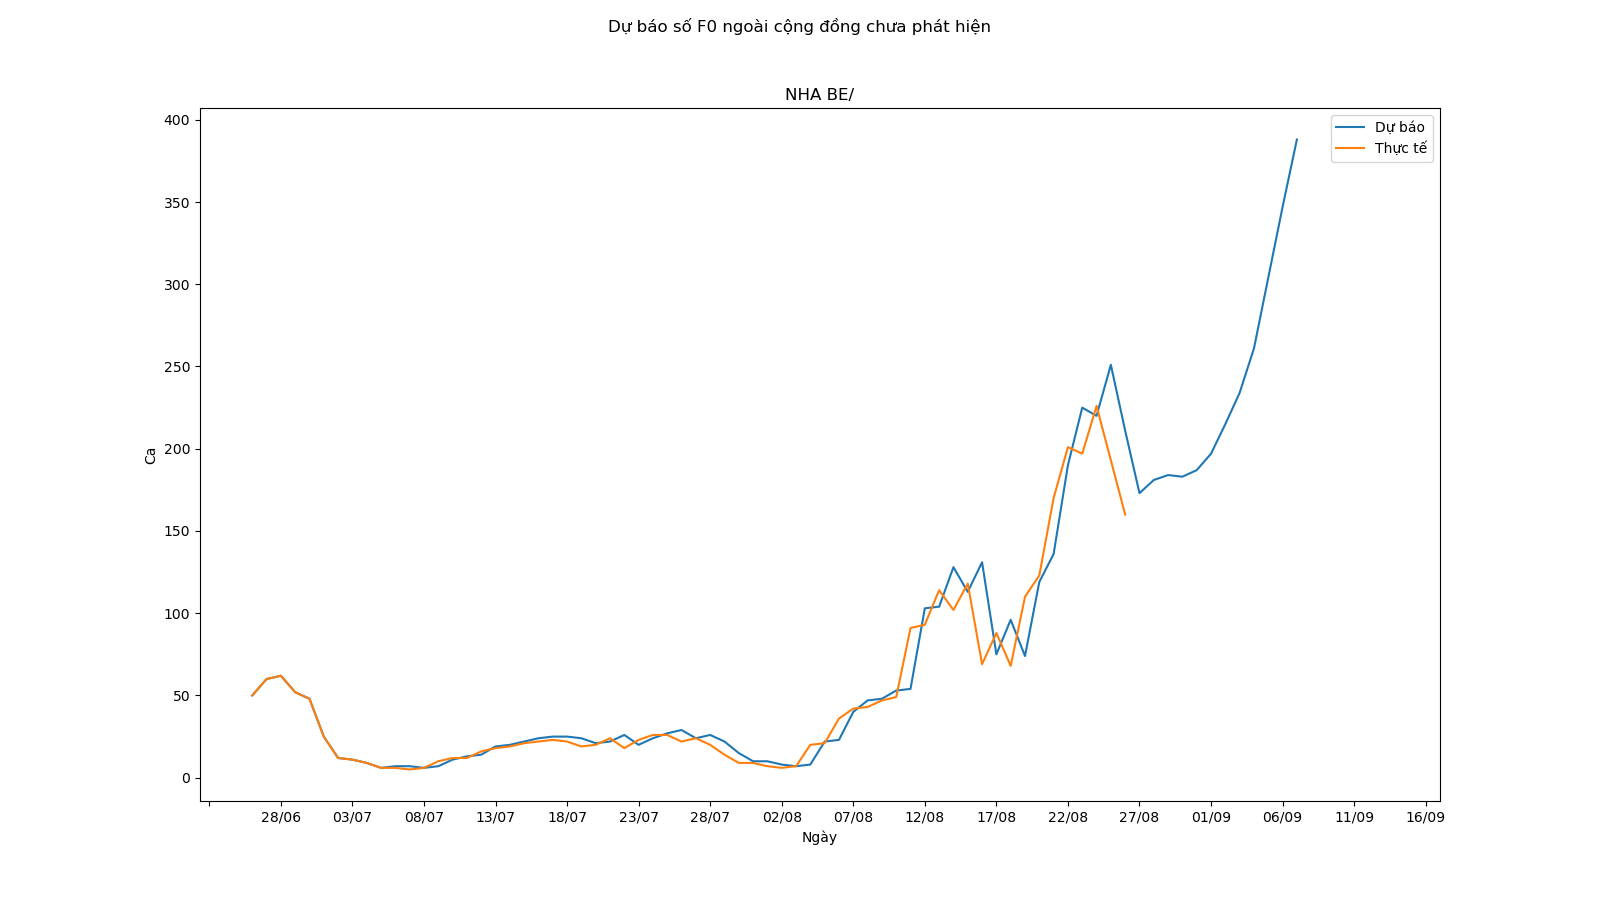 Dự báo số F0 ngoài cộng đồng chưa phát hiện
NHA BE/
Dự báo
Thực tế
400
350
300
250
200
150
100
50
0
Ca
28/06 03/07 08/07 13/07 18/07 23/07 28/07 02/08 07/08 12/08 17/08 22/08 27/08 01/09 06/09 11/09 16/09
Ngày